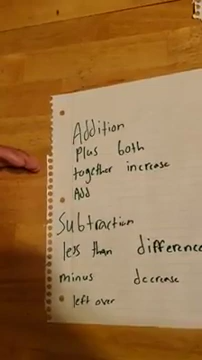 Addition
Plus both
together increase
Add
Subtraction
less than difference
minus decrease
left over